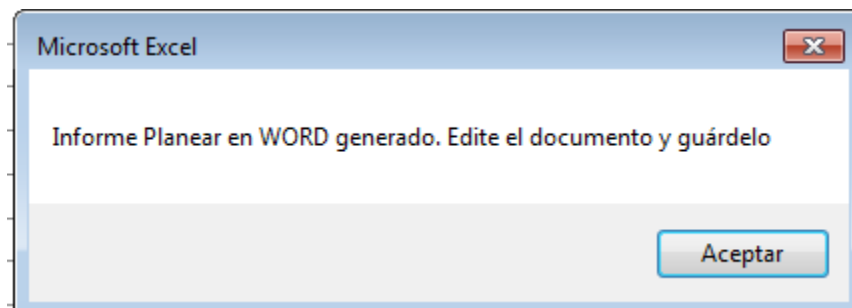 Microsoft Excel
Informe Planear en WORD generado. Edite el documento y guárdelo
Aceptar